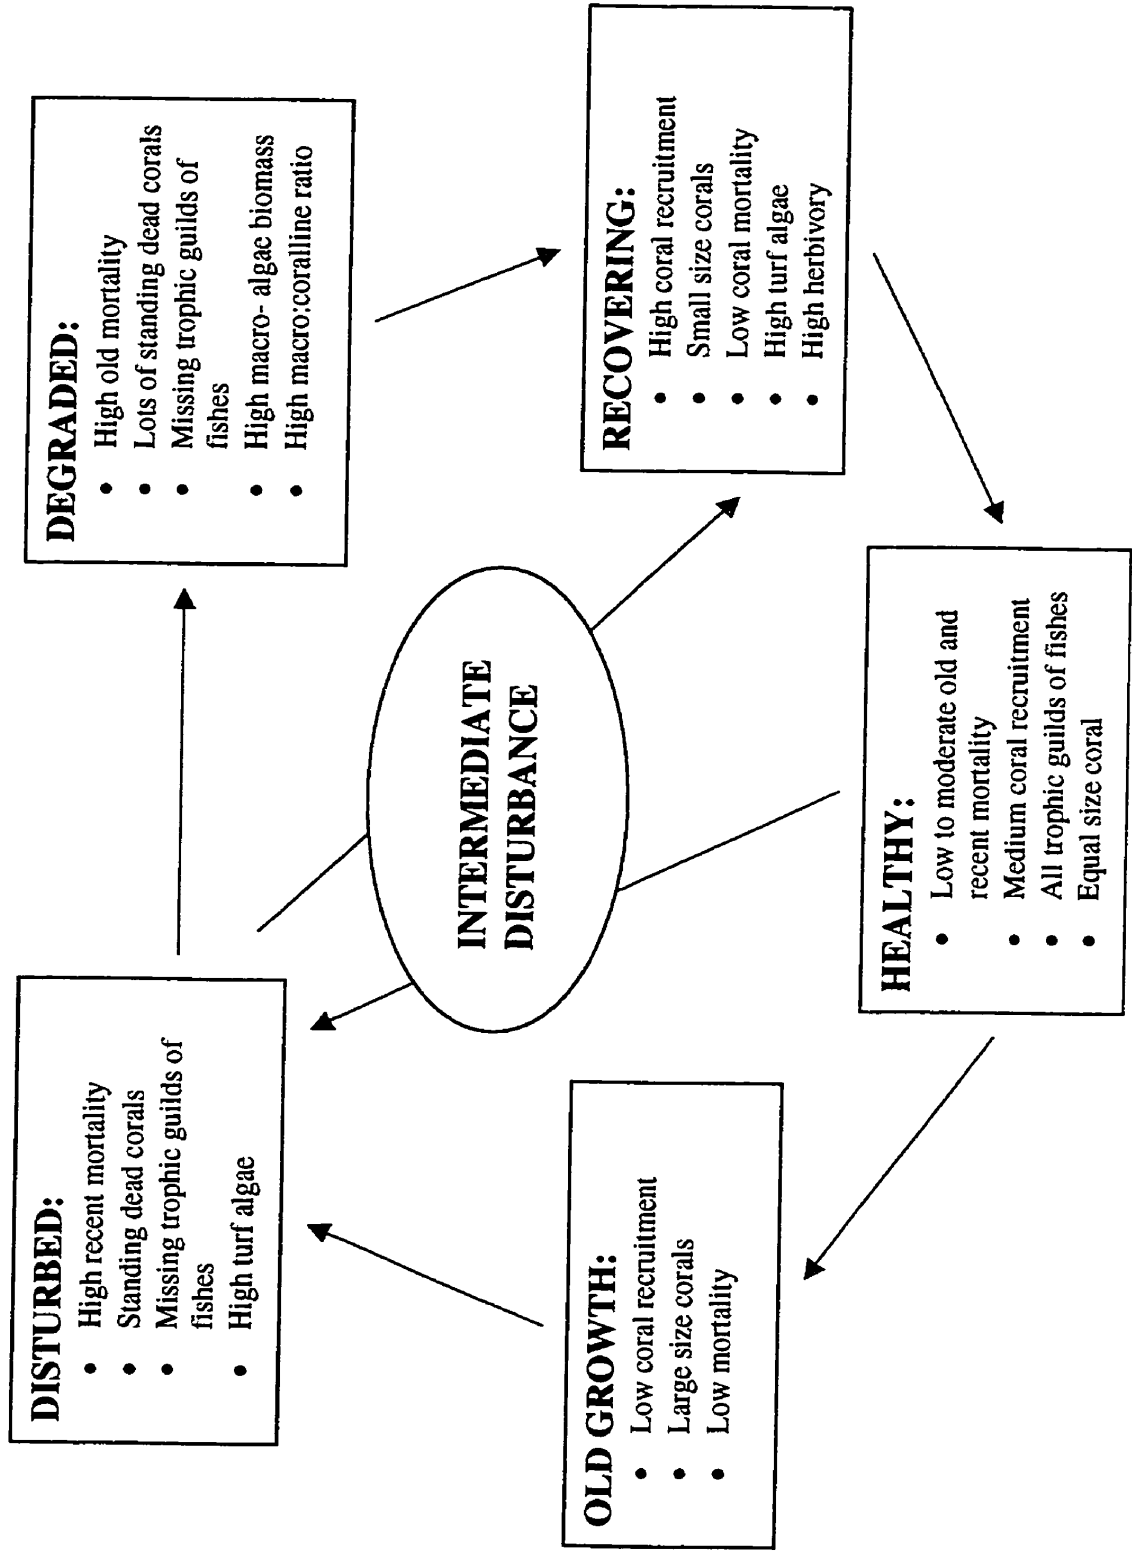 DISTURBED:
• High recent mortality
• Standing dead corals
• Missing trophic guilds of
fishes
• High turf algae
DEGRADED:
• High old mortality
• Lots of standing dead corals
• Missing trophic guilds of
fishes
• High macro- algae biomass
• High macro:coralline ratio
INTERMEDIATE
DISTURBANCE
OLD GROWTH:
• Low coral recruitment
• Large size corals
• Low mortality
RECOVERING:
• High coral recruitment
• Small size corals
• Low coral mortality
• High turf algae
• High herbivory
HEALTHY:
• Low to moderate old and
recent mortality
• Medium coral recruitment
• All trophic guilds of fishes
• Equal size coral